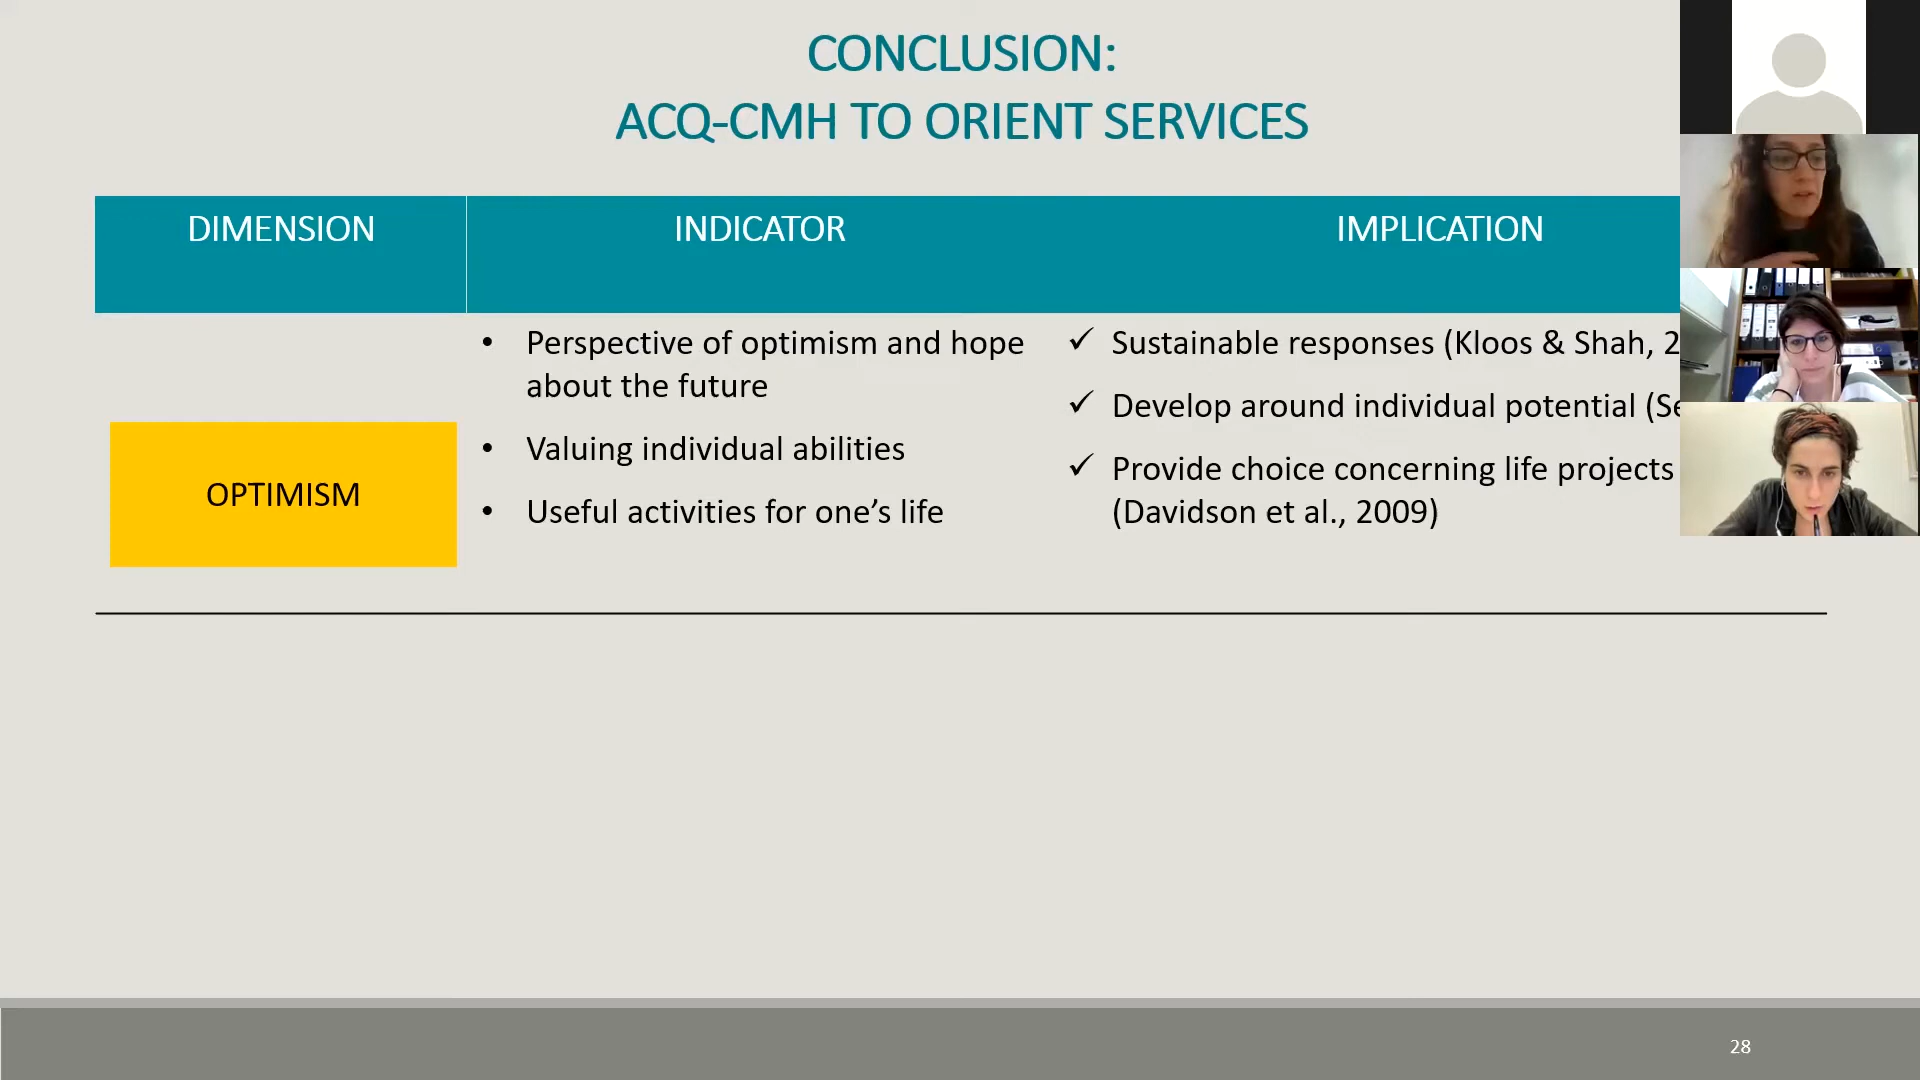 CONCLUSION:
ACQ-CMH TO ORIENT SERVICES
DIMENSION
INDICATOR
IMPLICATION
OPTIMISM
• Perspective of optimism and hope
about the future
• Valuing individual abilities
• Useful activities for one’s life
✓ Sustainable responses (Kloos & Shah,
✓ Develop around individual potential
✓ Provide choice concerning life projects
(Davidson et al., 2009)
28